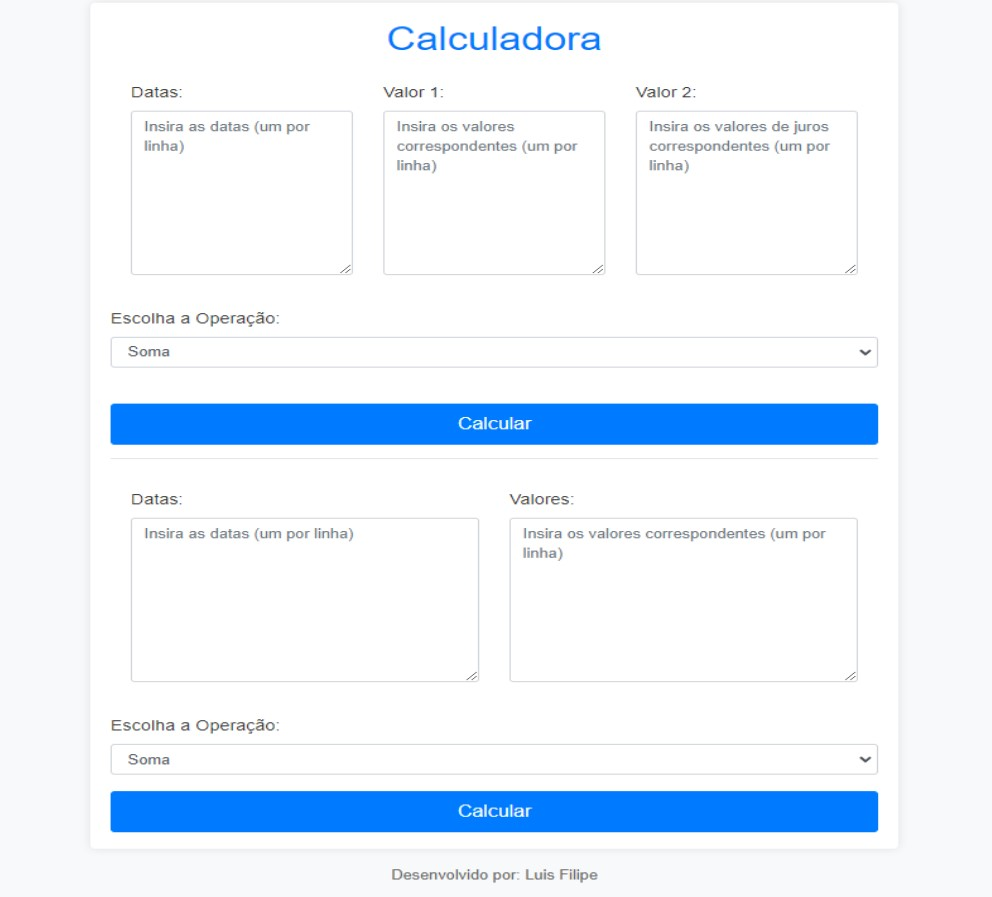 Calculadora
Datas:
Valor 1:
Valor 2:
Insira as datas (um por
linha)
Insira os valores
correspondentes (um por
linha)
Insira os valores de juros
correspondentes (um por
linha)
Escolha a Operação:
Soma
Calcular
Datas:
Valores:
Insira as datas (um por linha)
Insira os valores correspondentes (um por
linha)
Escolha a Operação:
Soma
Calcular
Desenvolvido por: Luis Filipe